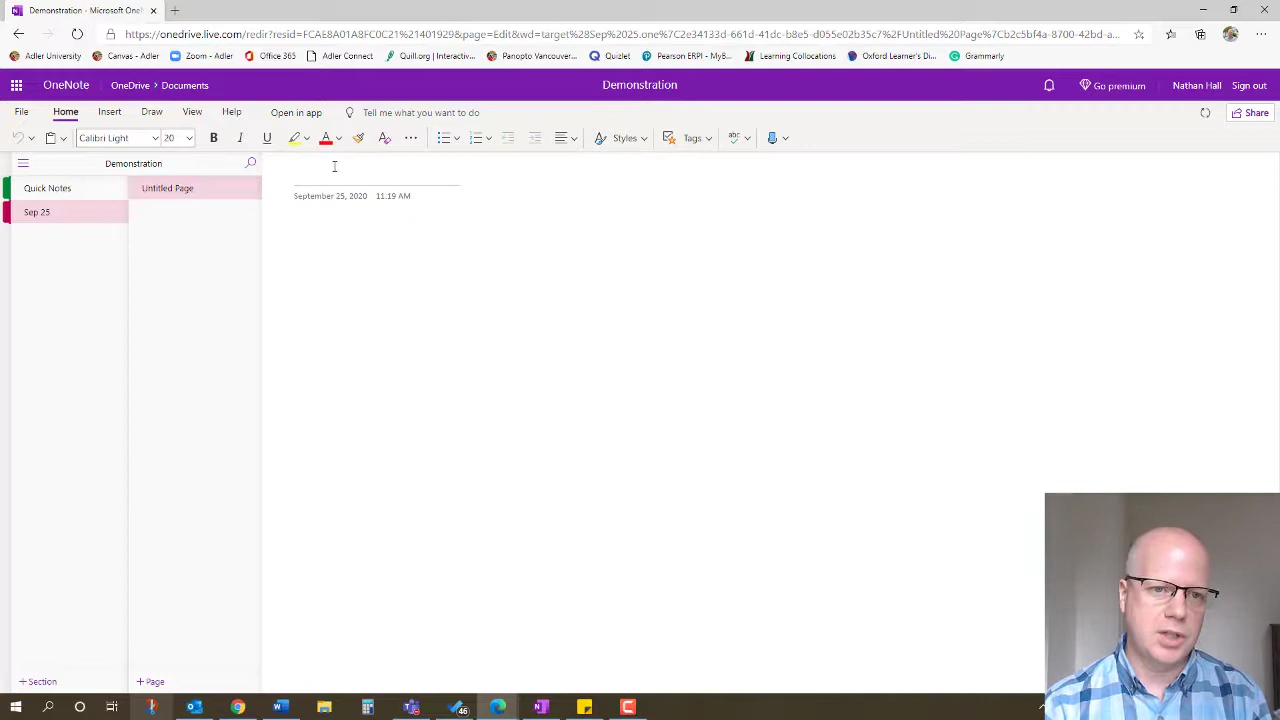 Demonstration - Microsoft One
https://onedrive.live.com/redir?resid=FCAE8A01A8FC0C21%21401929&page=Edit&wd=target%28Sep%2025.one%7C2e34133d-661d-41dc-b8e5-d055e02b35c7%2FUntitled%20Page%7Cb2c5bf4a-8700-42bd-a...
Adler University Canvas - Adler Zoom - Adler Office 365 Adler Connect Quill.org | Interactiv... Panopto Vancouver... Quizlet Pearson ERPI - MyB... Learning Collocations Oxford Learner's Di... Grammarly
OneNote OneDrive > Documents Demonstration Go premium Nathan Hall Sign out
File Home Insert Draw View Help Open in app Tell me what you want to do Share
Calibri Light 20 B I U A Styles Tags abc
Demonstration
Quick Notes Untitled Page
Sep 25
September 25, 2020 11:19 AM
+ Section + Page
46